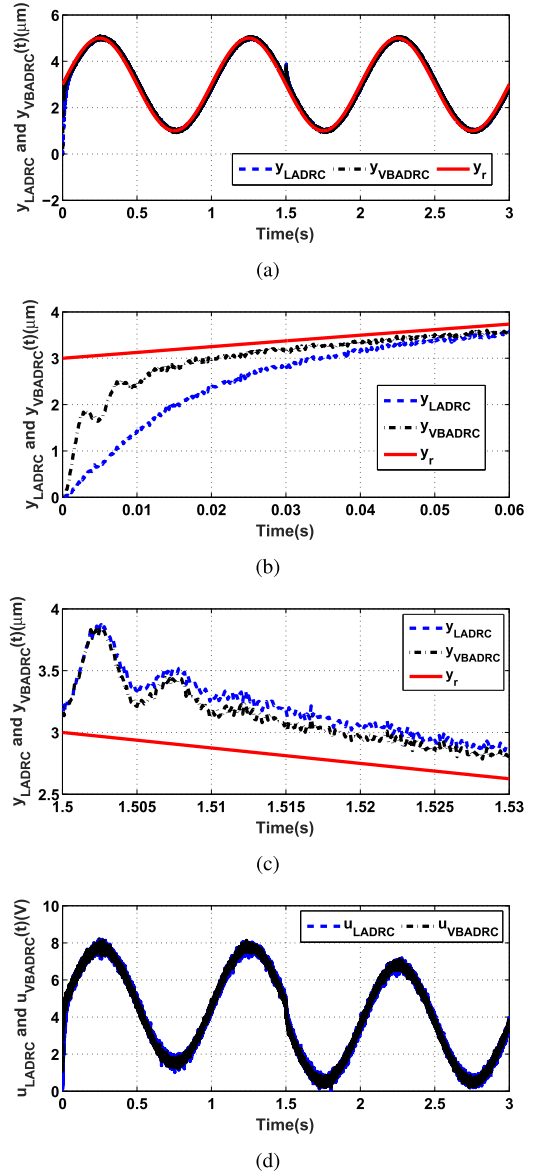 y_LADRC and y_VBADRC(t)(μm)
6
4
2
0
−2
y_LADRC y_VBADRC y_r
0 0.5 1 1.5 2 2.5 3
Time(s)
(a)
y_LADRC and y_VBADRC(t)(μm)
4
3
2
1
0
y_LADRC
y_VBADRC
y_r
0 0.01 0.02 0.03 0.04 0.05 0.06
Time(s)
(b)
y_LADRC and y_VBADRC(t)(μm)
4
3.5
3
2.5
y_LADRC
y_VBADRC
y_r
1.5 1.505 1.51 1.515 1.52 1.525 1.53
Time(s)
(c)
u_LADRC and u_VBADRC(t)(V)
10
8
6
4
2
0
u_LADRC u_VBADRC
0 0.5 1 1.5 2 2.5 3
Time(s)
(d)